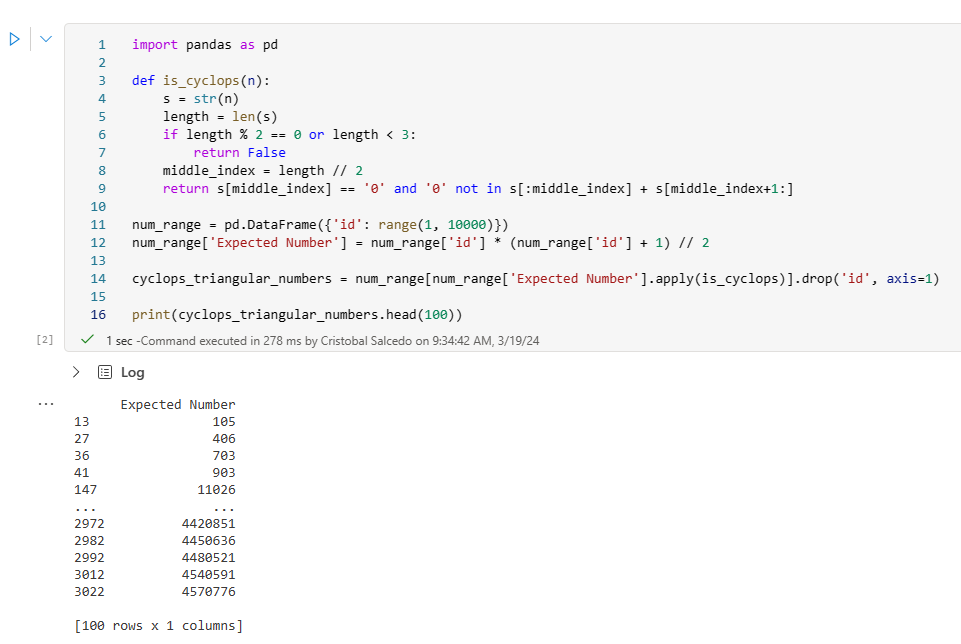 1 import pandas as pd
2
3 def is_cyclops(n):
4     s = str(n)
5     length = len(s)
6     if length % 2 == 0 or length < 3:
7         return False
8     middle_index = length // 2
9     return s[middle_index] == '0' and '0' not in s[:middle_index] + s[middle_index+1:]
10
11 num_range = pd.DataFrame({'id': range(1, 10000)})
12 num_range['Expected Number'] = num_range['id'] * (num_range['id'] + 1) // 2
13
14 cyclops_triangular_numbers = num_range[num_range['Expected Number'].apply(is_cyclops)].drop('id', axis=1)
15
16 print(cyclops_triangular_numbers.head(100))
[2] 1 sec -Command executed in 278 ms by Cristobal Salcedo on 9:34:42 AM, 3/19/24
Log
... Expected Number
13 105
27 406
36 703
41 903
147 11026
... ...
2972 4420851
2982 4450636
2992 4480521
3012 4540591
3022 4570776
[100 rows x 1 columns]